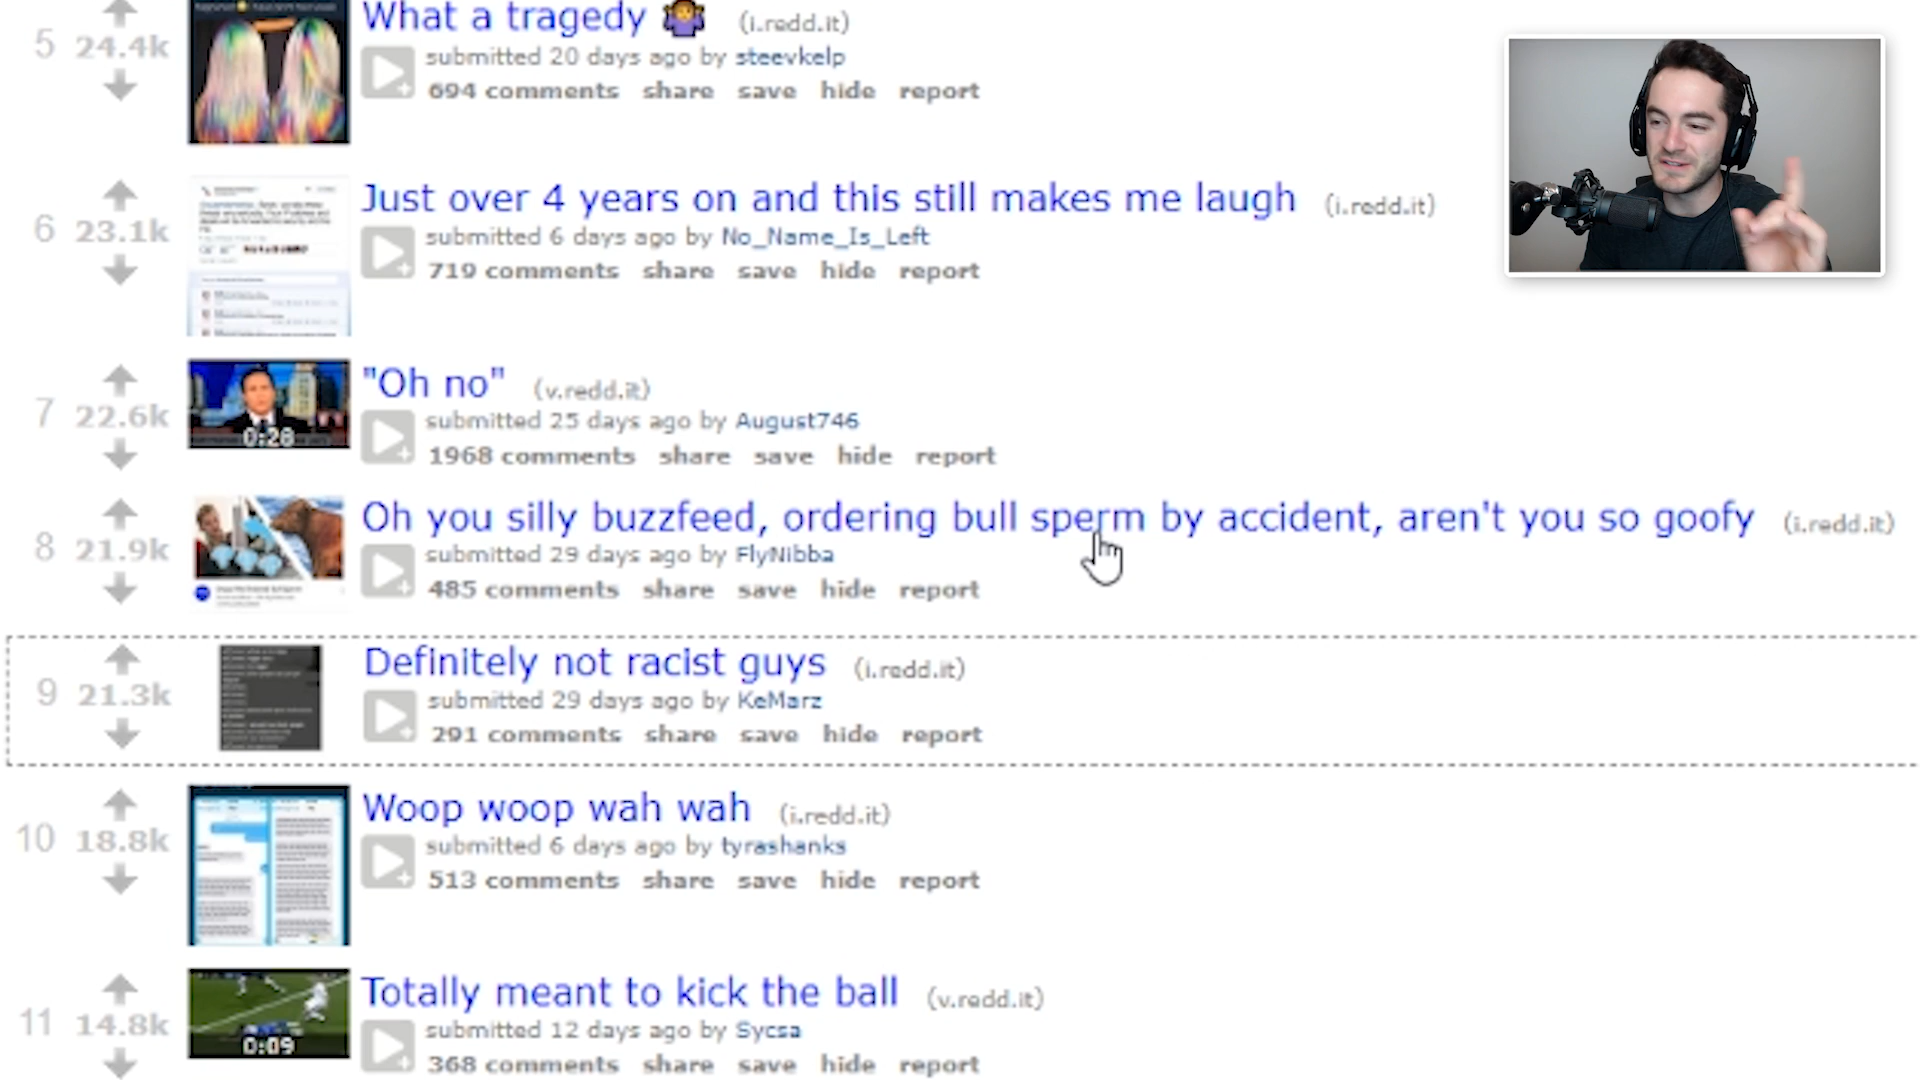 What a tragedy 🤷 (i.redd.it)
5 24.4k
submitted 20 days ago by steevkelp
694 comments share save hide report
Just over 4 years on and this still makes me laugh (i.redd.it)
6 23.1k
submitted 6 days ago by No_Name_Is_Left
719 comments share save hide report
"Oh no" (v.redd.it)
7 22.6k
submitted 25 days ago by August746
0:28
1968 comments share save hide report
Oh you silly buzzfeed, ordering bull sperm by accident, aren't you so goofy (i.redd.it)
8 21.9k
submitted 29 days ago by FlyNibba
485 comments share save hide report
Definitely not racist guys (i.redd.it)
9 21.3k
submitted 29 days ago by KeMarz
291 comments share save hide report
Woop woop wah wah (i.redd.it)
10 18.8k
submitted 6 days ago by tyrashanks
513 comments share save hide report
Totally meant to kick the ball (v.redd.it)
11 14.8k
submitted 12 days ago by Sycsa
0:09
368 comments share save hide report